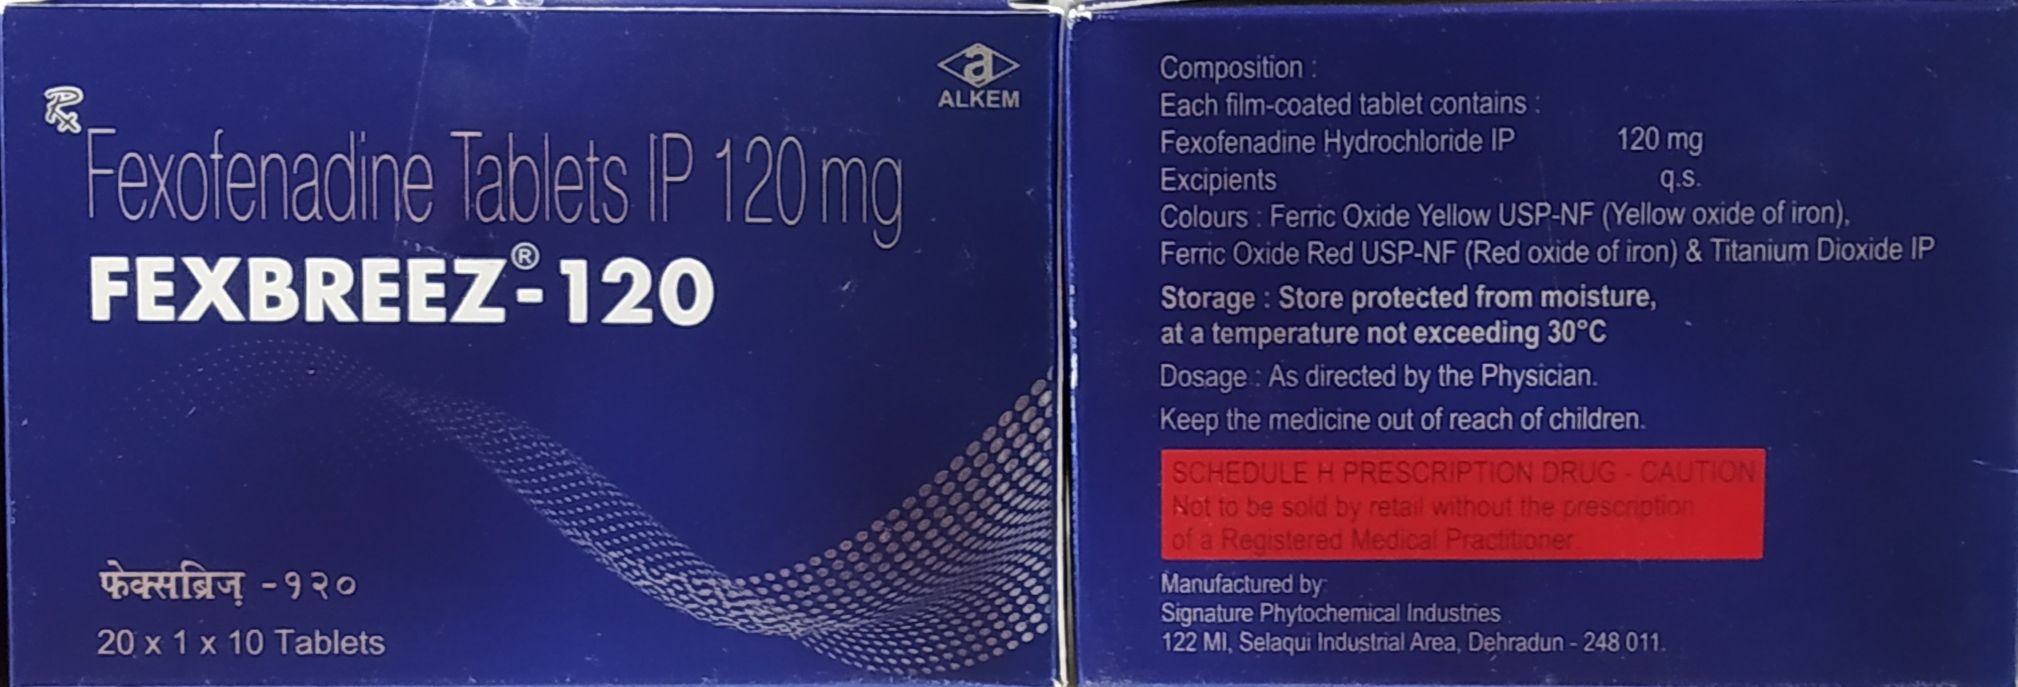 Rx
Fexofenadine Tablets IP 120 mg
FEXBREEZ®-120
फेक्सब्रिज़ -१२०
20 x 1 x 10 Tablets
a
ALKEM
Composition :
Each film-coated tablet contains :
Fexofenadine Hydrochloride IP 120 mg
Excipients q.s.
Colours : Ferric Oxide Yellow USP-NF (Yellow oxide of iron),
Ferric Oxide Red USP-NF (Red oxide of iron) & Titanium Dioxide IP
Storage : Store protected from moisture,
at a temperature not exceeding 30°C
Dosage : As directed by the Physician.
Keep the medicine out of reach of children.
SCHEDULE H PRESCRIPTION DRUG - CAUTION
Not to be sold by retail without the prescription
of a Registered Medical Practitioner
Manufactured by:
Signature Phytochemical Industries
122 MI, Selaqui Industrial Area, Dehradun - 248 011.